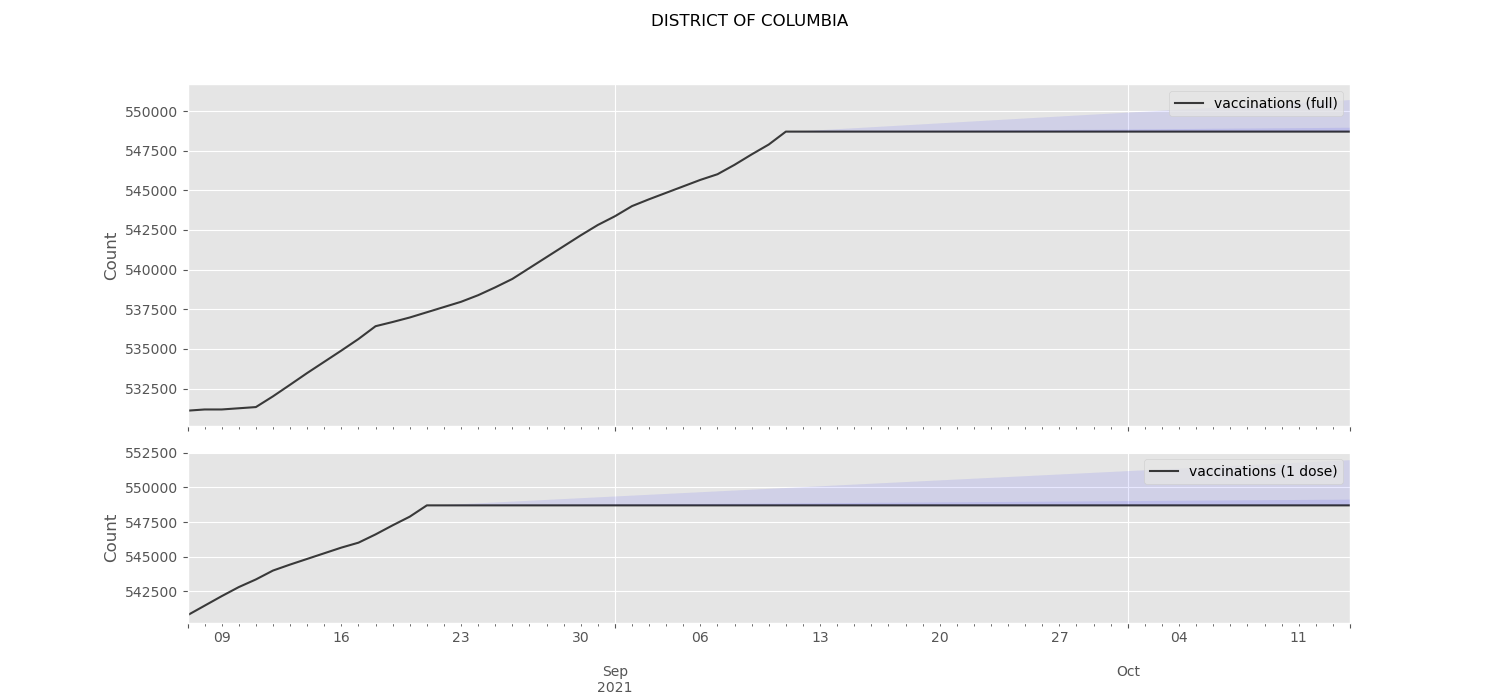 DISTRICT OF COLUMBIA
vaccinations (full)
550000
547500
545000
542500
540000
537500
535000
532500
Count
vaccinations (1 dose)
552500
550000
547500
545000
542500
Count
09 16 23 30 06 13 20 27 04 11
Sep Oct
2021